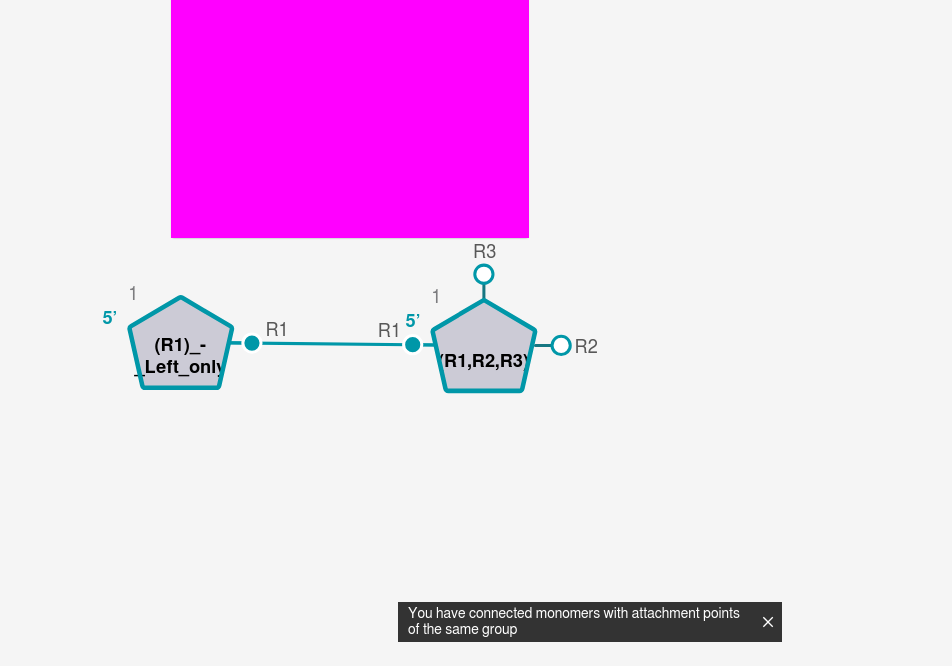 R3
1
1
5’
5’
R1
R1
(R1)_-
_Left_only
(R1,R2,R3)
R2
You have connected monomers with attachment points
of the same group